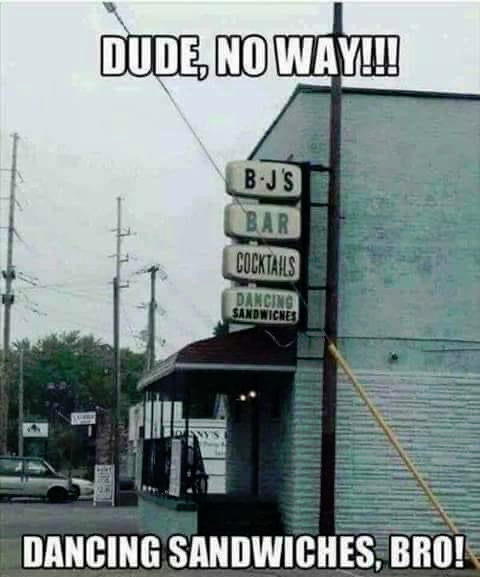 DUDE, NO WAY!!!
B-J'S
BAR
COCKTAILS
DANCING
SANDWICHES
DANCING SANDWICHES, BRO!